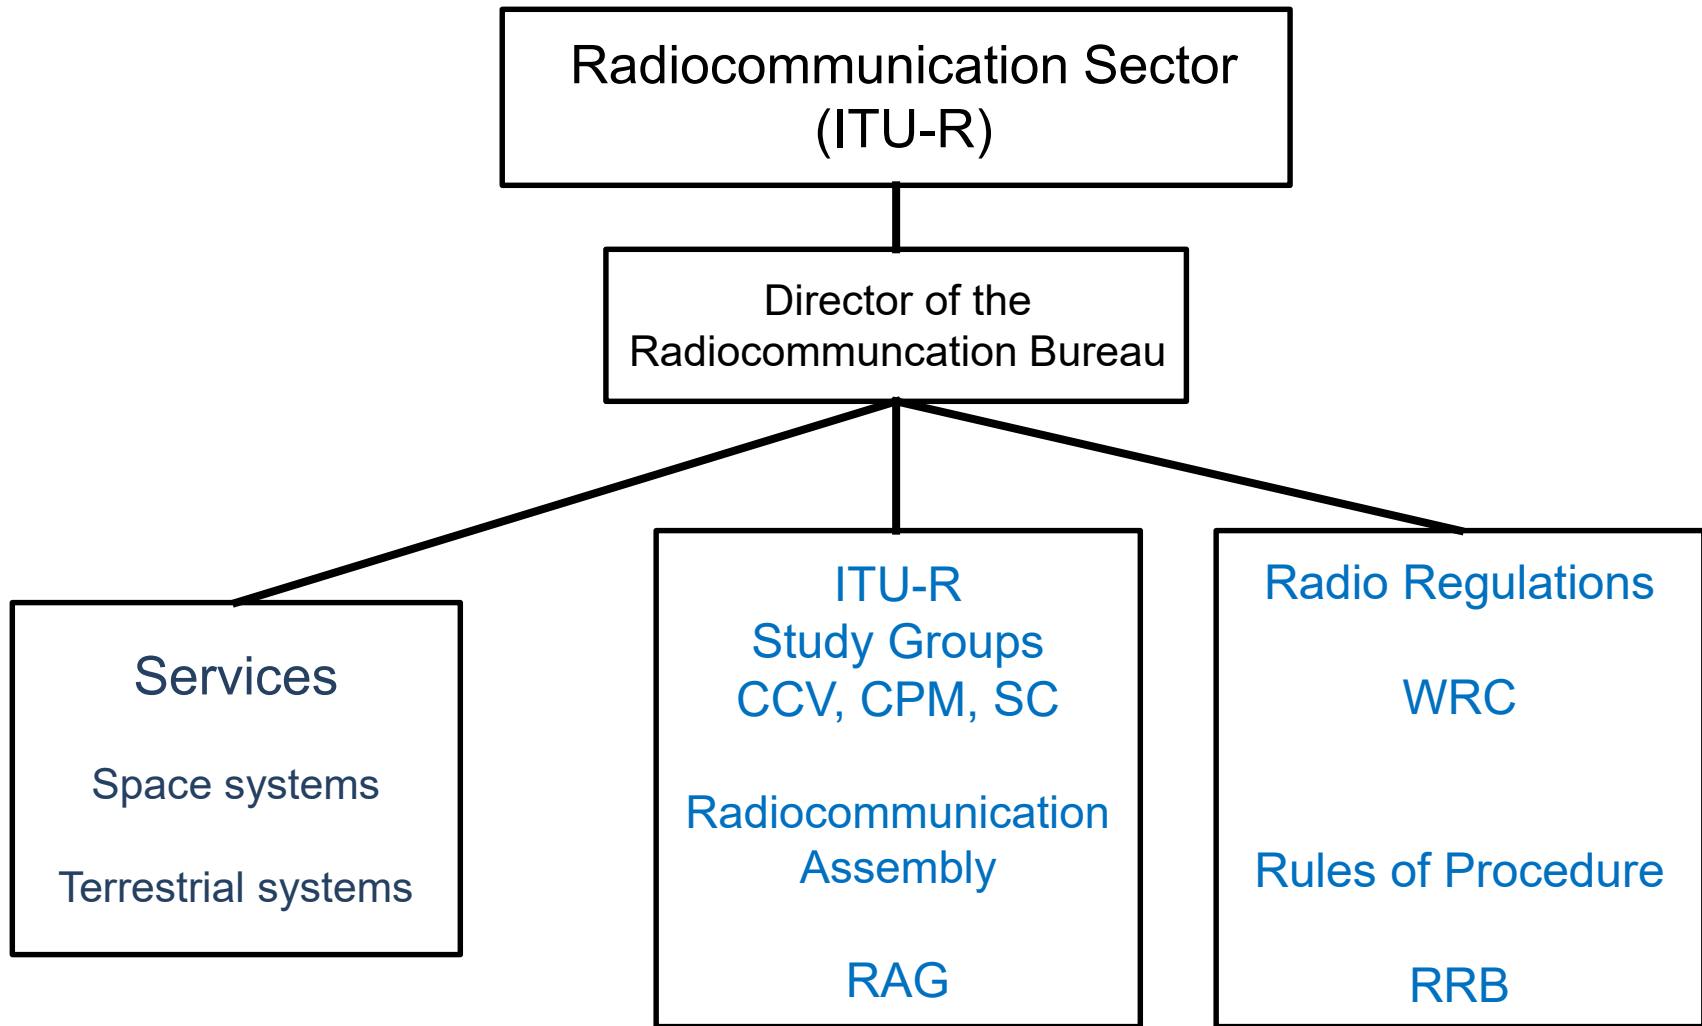 Radiocommunication Sector
(ITU-R)
Director of the
Radiocommuncation Bureau
Services
Space systems
Terrestrial systems
ITU-R
Study Groups
CCV, CPM, SC
Radiocommunication
Assembly
RAG
Radio Regulations
WRC
Rules of Procedure
RRB